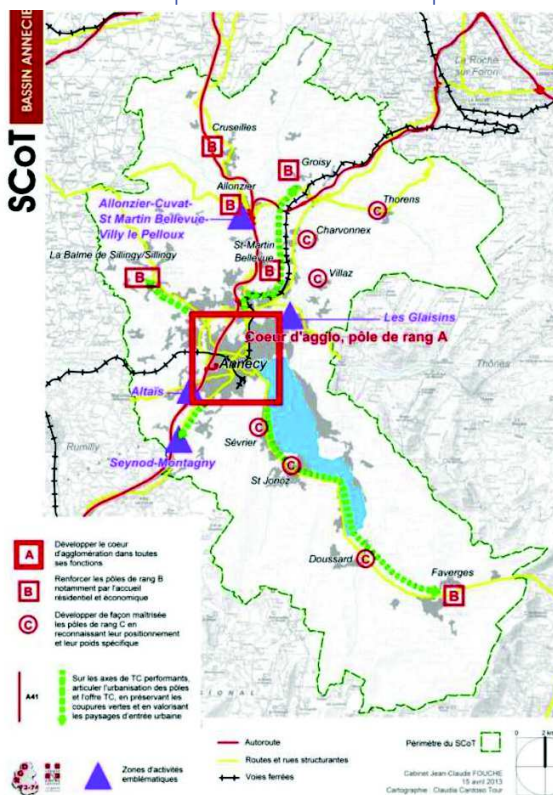 SCoT
BASSIN ANNECIEN
La Roche
sur Foron
Cruseilles
B
Groisy
B
Allonzier
B
Thorens
C
Allonzier-Cuvat-
St Martin Bellevue-
Villy le Pelloux
Charvonnex
C
St-Martin
Bellevue
B
La Balme de Sillingy/Sillingy
B
Villaz
C
Les Glaisins
Coeur d'agglo, pôle de rang A
Annecy
Thônes
Altaïs
Rumilly
Sévrier
C
Seynod-Montagny
St Jorioz
C
Doussard
C
Faverges
B
A
Développer le coeur
d'agglomération dans toutes
ses fonctions
B
Renforcer les pôles de rang B
notamment par l'accueil
résidentiel et économique
C
Développer de façon maîtrisée
les pôles de rang C en
reconnaissant leur positionnement
et leur poids spécifique
A41
Sur les axes de TC performants,
articuler l'urbanisation des pôles
et l'offre TC, en préservant les
coupures vertes et en valorisant
les paysages d'entrée urbaine
Zones d'activités
emblématiques
Autoroute
Routes et rues structurantes
Voies ferrées
Périmètre du SCoT
0 2 k
Cabinet Jean-Claude FOUCHE
15 avril 2013
Cartographie : Claudia Cardoso Tour